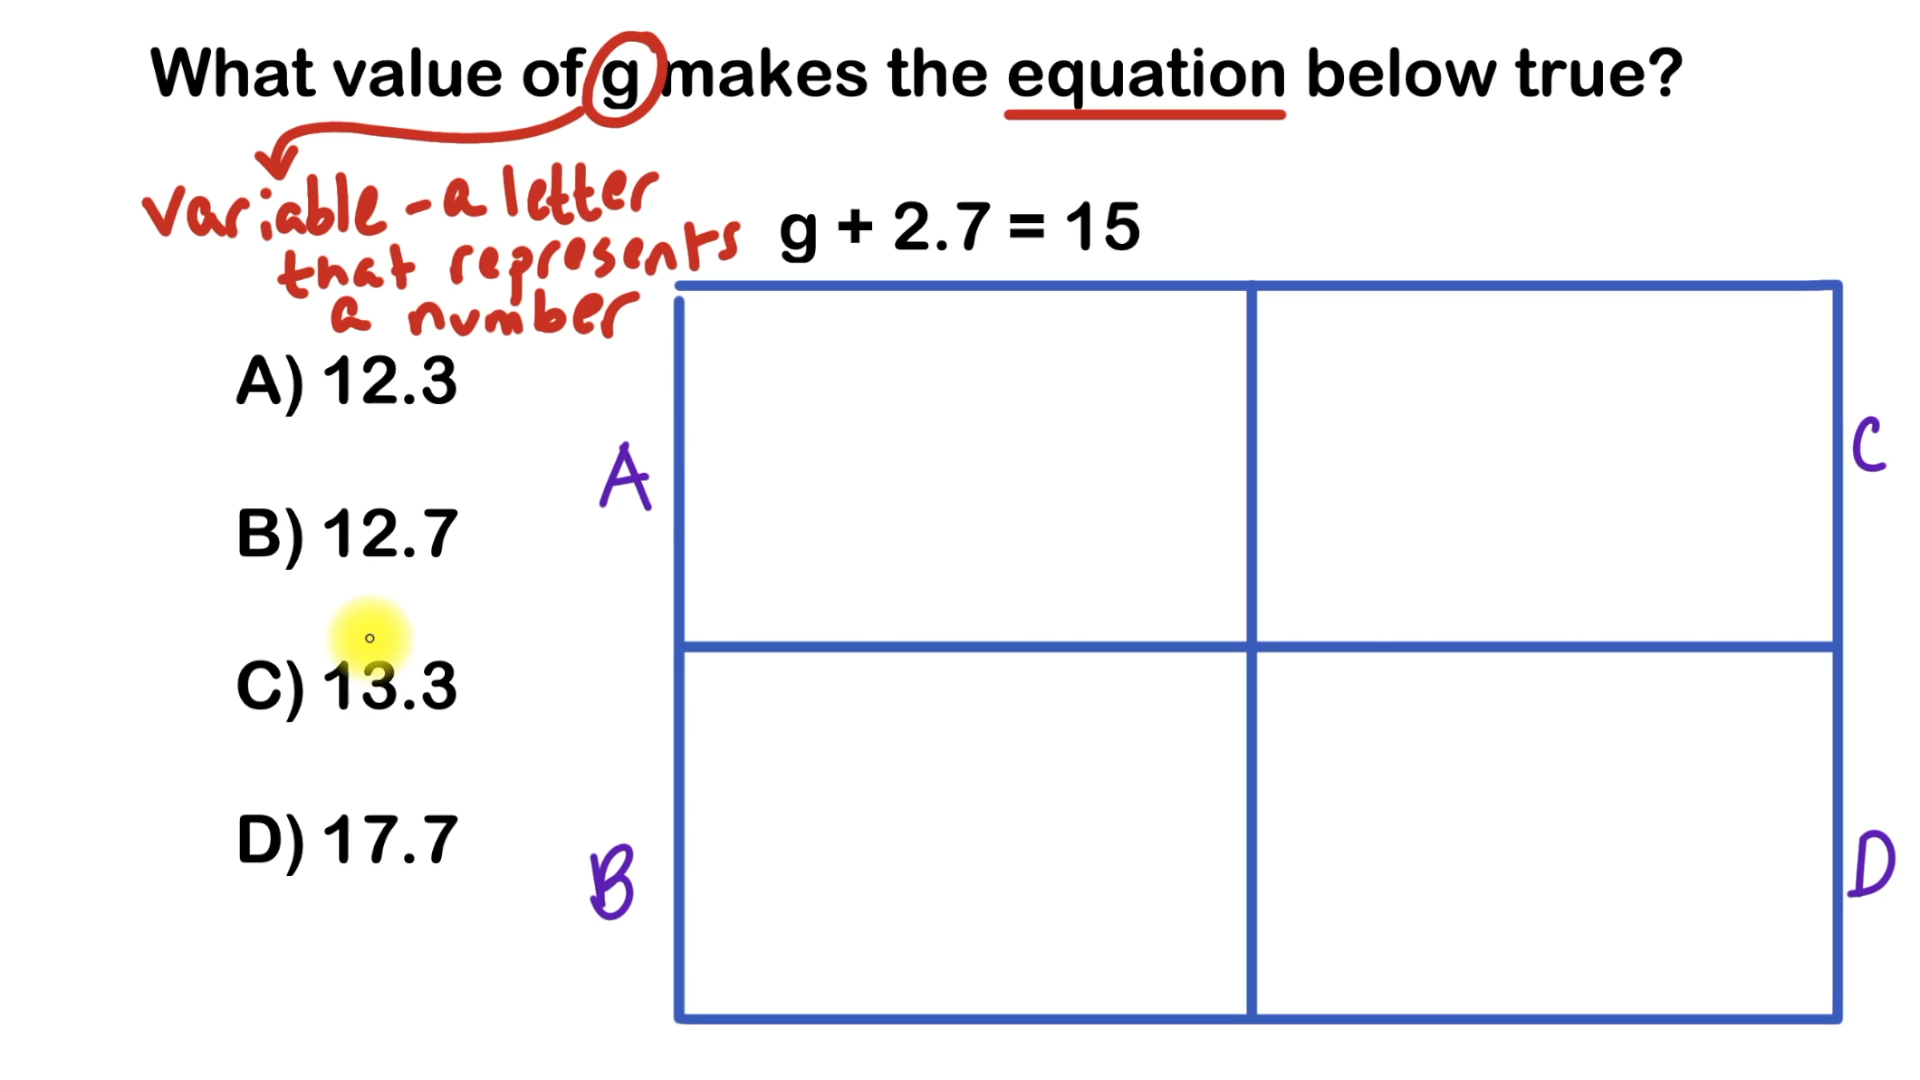 What value of g makes the equation below true?
variable - a letter
that represents
a number
g + 2.7 = 15
A) 12.3
B) 12.7
C) 13.3
D) 17.7
A
C
B
D